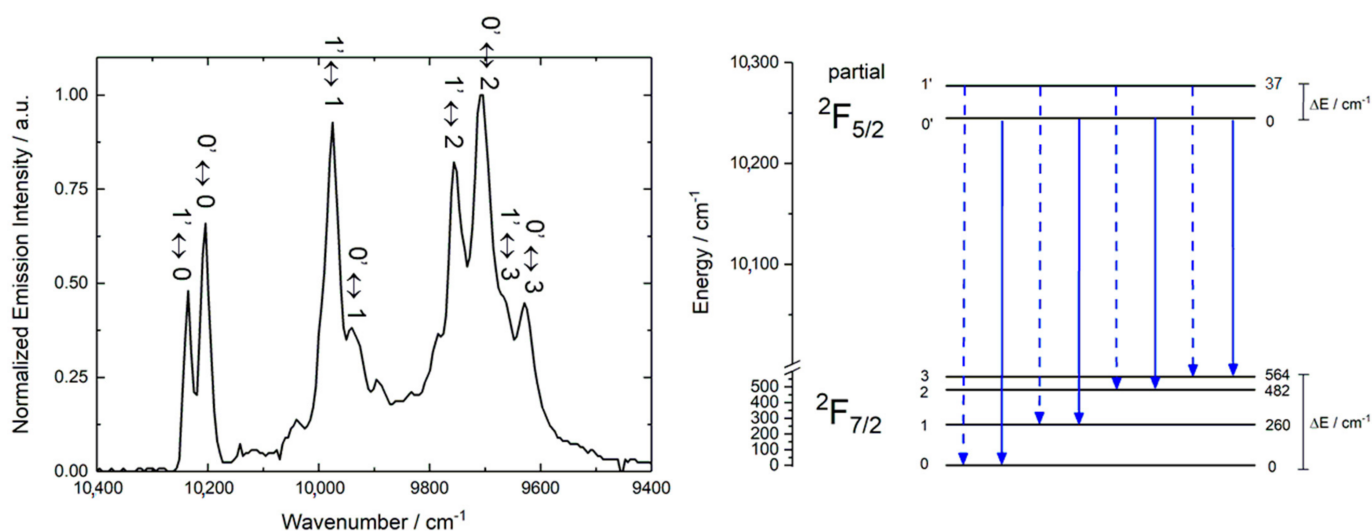 1' ↔ 0
0' ↔ 0
1' ↔ 1
0' ↔ 1
1' ↔ 2
0' ↔ 2
1' ↔ 3
0' ↔ 3
Normalized Emission Intensity / a.u.
1.00
0.75
0.50
0.25
0.00
10,400
10,200
10,000
9800
9600
9400
Wavenumber / cm⁻¹
Energy / cm⁻¹
10,300
10,200
10,100
500
400
300
200
100
0
partial
²F₅/₂
1'
0'
37
0
ΔE / cm⁻¹
²F₇/₂
3
2
1
0
564
482
260
0
ΔE / cm⁻¹